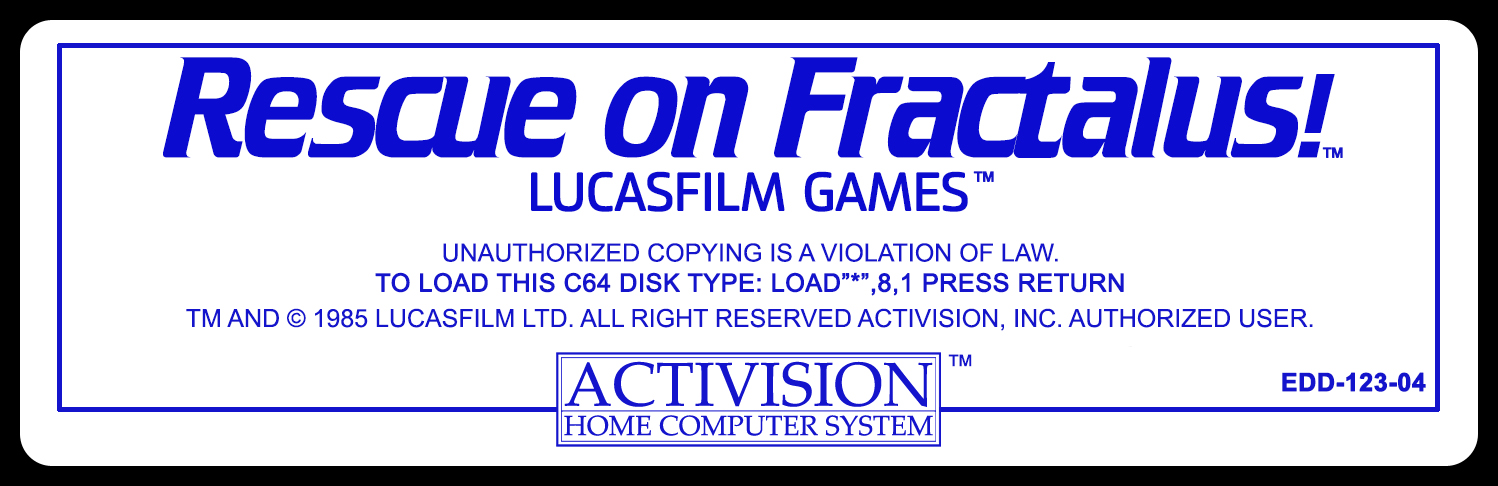 Rescue on Fractalus!™
LUCASFILM GAMES™
UNAUTHORIZED COPYING IS A VIOLATION OF LAW.
TO LOAD THIS C64 DISK TYPE: LOAD”*”,8,1 PRESS RETURN
TM AND © 1985 LUCASFILM LTD. ALL RIGHT RESERVED ACTIVISION, INC. AUTHORIZED USER.
ACTIVISION™
HOME COMPUTER SYSTEM
EDD-123-04